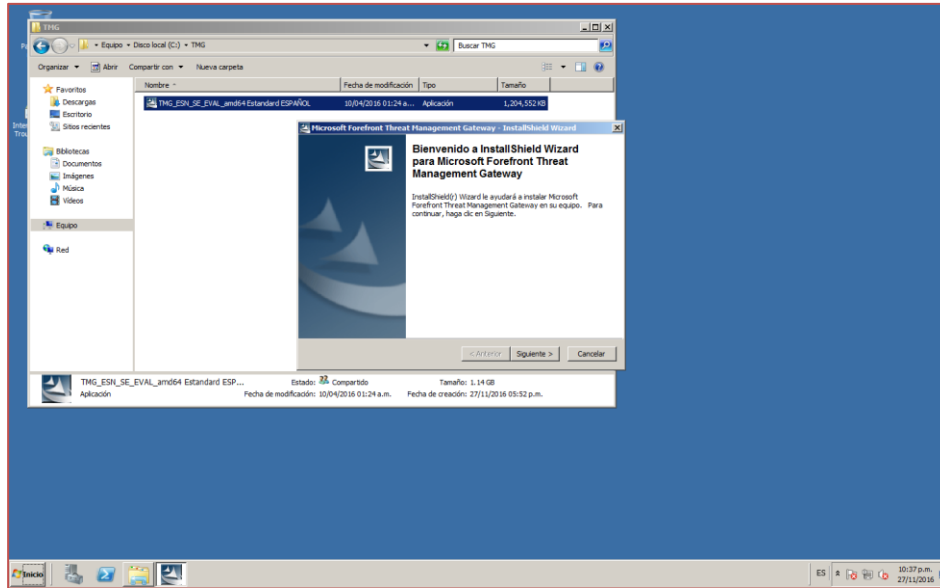 TMG
Equipo
Disco local (C:)
TMG
Buscar TMG
Organizar
Abrir
Compartir con
Nueva carpeta
Nombre
Fecha de modificación
Tipo
Tamaño
Favoritos
Descargas
Escritorio
Sitios recientes
Bibliotecas
Documentos
Imágenes
Música
Vídeos
Equipo
Red
TMG_ESN_SE_EVAL_amd64 Estandard ESPAÑOL
10/04/2016 01:24 a...
Aplicación
1,204,552 KB
Microsoft Forefront Threat Management Gateway - InstallShield Wizard
Bienvenido a InstallShield Wizard
para Microsoft Forefront Threat
Management Gateway
InstallShield(r) Wizard le ayudará a instalar Microsoft
Forefront Threat Management Gateway en su equipo. Para
continuar, haga clic en Siguiente.
< Anterior
Siguiente >
Cancelar
TMG_ESN_SE_EVAL_amd64 Estandard ESP...
Estado: Compartido
Tamaño: 1.14 GB
Aplicación
Fecha de modificación: 10/04/2016 01:24 a.m.
Fecha de creación: 27/11/2016 05:52 p.m.
Inicio
ES
10:37 p.m.
27/11/2016